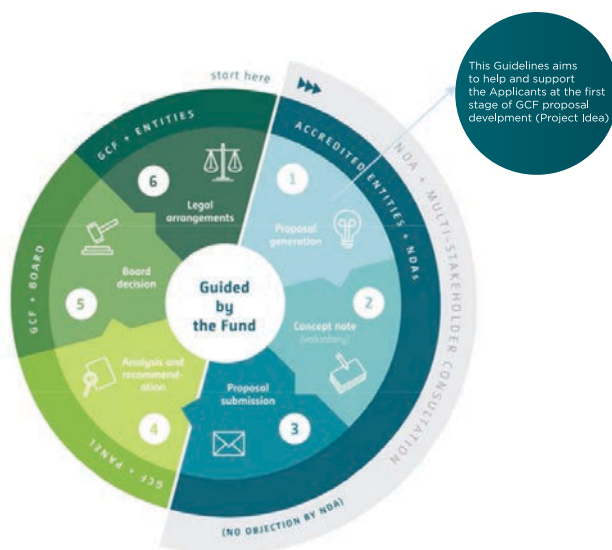 This Guidelines aims
to help and support
the Applicants at the first
stage of GCF proposal
develpment (Project Idea)
start here
ACCREDITED ENTITIES + NDAs
NDA + MULTI-STAKEHOLDER CONSULTATION
(NO OBJECTION BY NDA)
GCF + PANEL
GCF + BOARD
GCF + ENTITIES
1
Proposal
generation
2
Concept note
(voluntary)
3
Proposal
submission
4
Analysis and
recommend-
ation
5
Board
decision
6
Legal
arrangements
Guided
by
the Fund